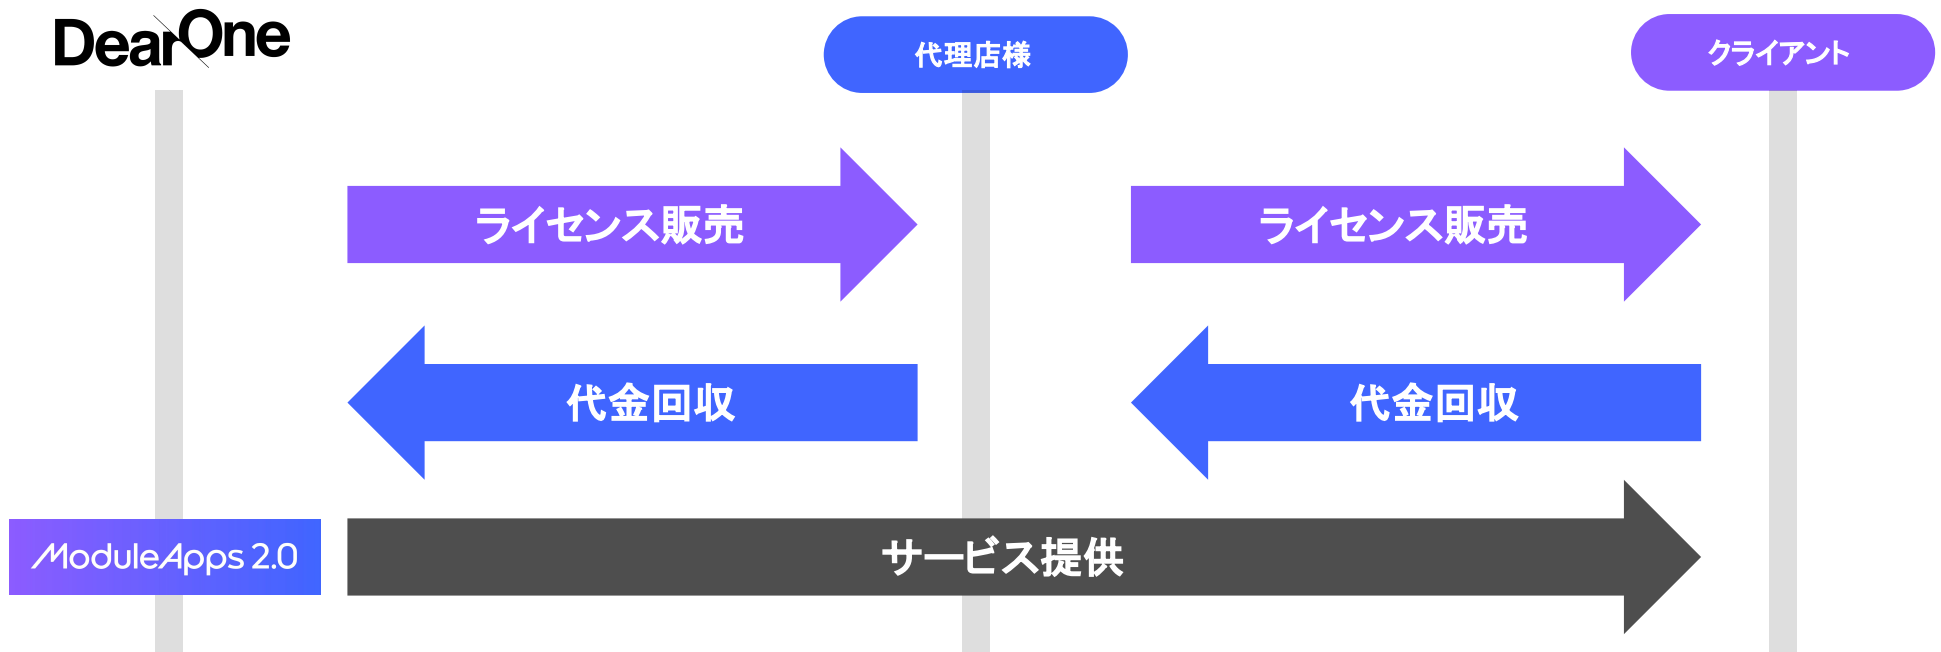 DearOne
代理店様
クライアント
ライセンス販売
ライセンス販売
代金回収
代金回収
ModuleApps 2.0
サービス提供